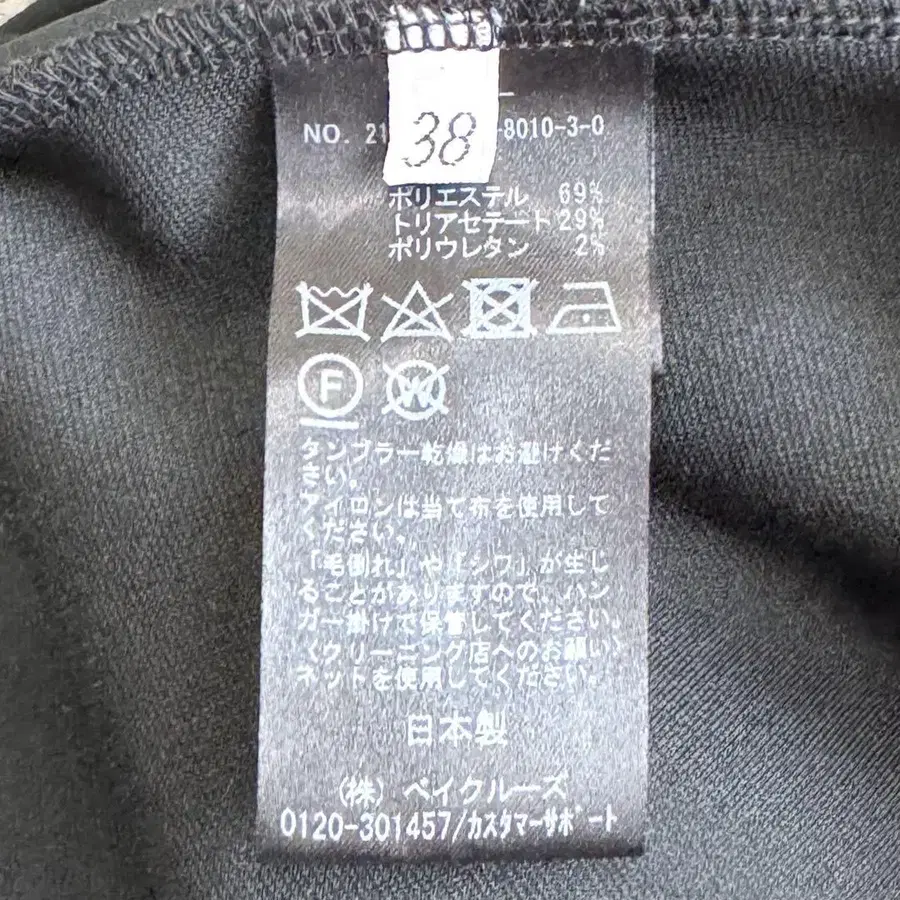 38
NO. 21 -8010-3-0
ポリエステル 69%
トリアセテート 29%
ポリウレタン 2%
F
W
タンブラー乾燥はお避けくだ
さい。
アイロンは当て布を使用して
ください。
「毛倒れ」や「シワ」が生じ
ることがありますので、ハン
ガー掛けで保管してください。
〈クリーニング店へのお願い〉
ネットを使用してください。
日本製
(株) ベイクルーズ
0120-301457/カスタマーサポート